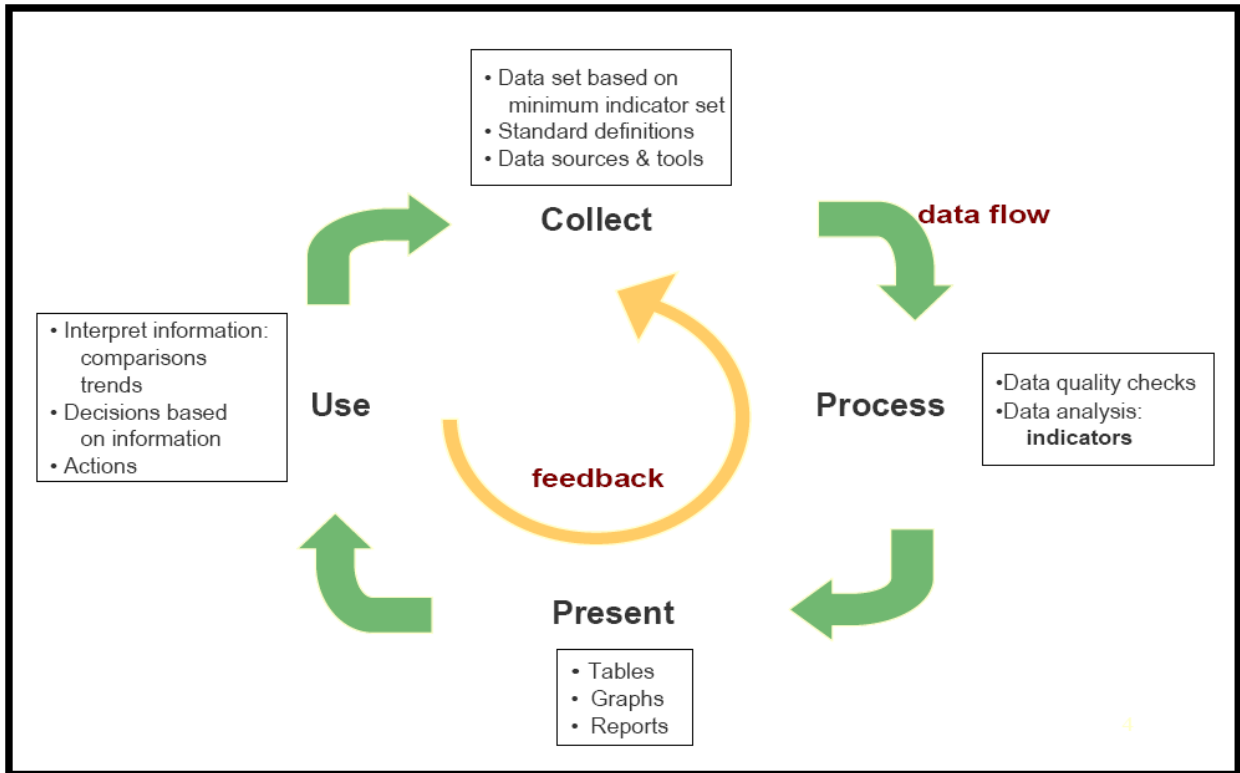 • Data set based on
minimum indicator set
• Standard definitions
• Data sources & tools
Collect
data flow
• Interpret information:
comparisons
trends
• Decisions based
on information
• Actions
Use
Process
•Data quality checks
•Data analysis:
indicators
feedback
Present
• Tables
• Graphs
• Reports
4